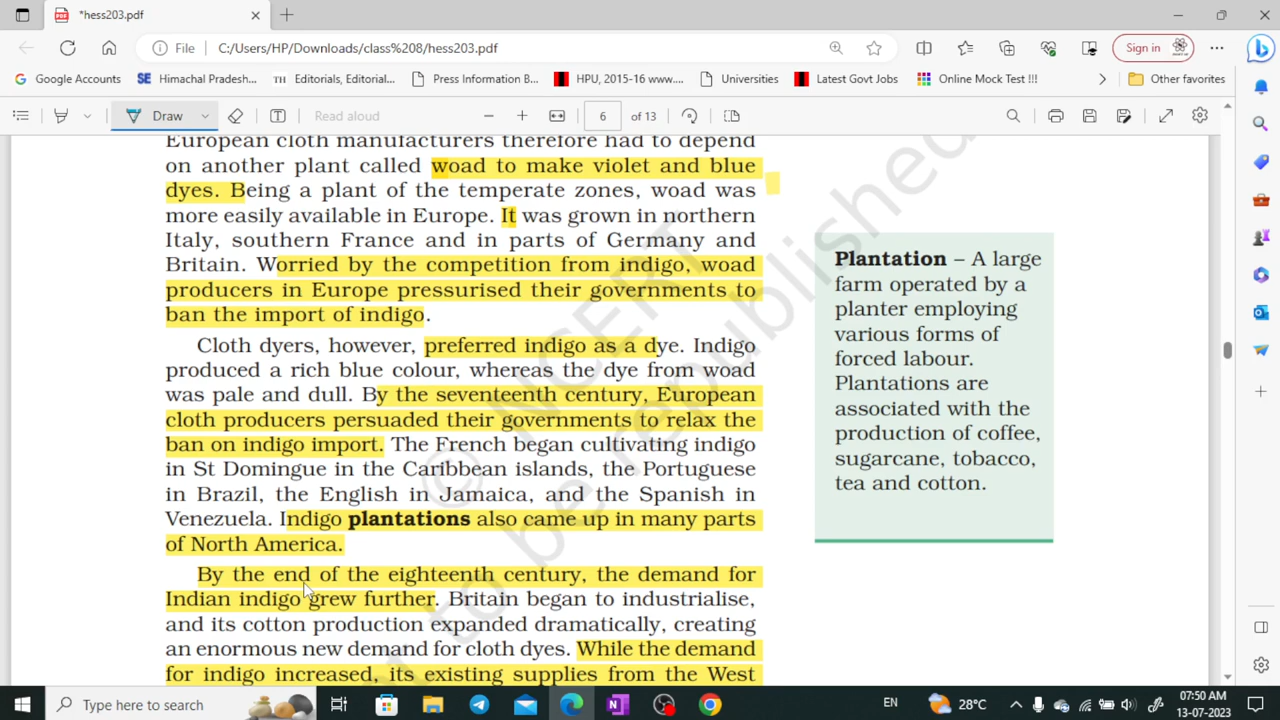 *hess203.pdf
File
C:/Users/HP/Downloads/class%208/hess203.pdf
Sign in
Google Accounts
SE Himachal Pradesh...
TH Editorials, Editorial...
Press Information B...
HPU, 2015-16 www....
Universities
Latest Govt Jobs
Online Mock Test !!!
Other favorites
Draw
Read aloud
6 of 13
European cloth manufacturers therefore had to depend
on another plant called woad to make violet and blue
dyes. Being a plant of the temperate zones, woad was
more easily available in Europe. It was grown in northern
Italy, southern France and in parts of Germany and
Britain. Worried by the competition from indigo, woad
producers in Europe pressurised their governments to
ban the import of indigo.
Cloth dyers, however, preferred indigo as a dye. Indigo
produced a rich blue colour, whereas the dye from woad
was pale and dull. By the seventeenth century, European
cloth producers persuaded their governments to relax the
ban on indigo import. The French began cultivating indigo
in St Domingue in the Caribbean islands, the Portuguese
in Brazil, the English in Jamaica, and the Spanish in
Venezuela. Indigo plantations also came up in many parts
of North America.
By the end of the eighteenth century, the demand for
Indian indigo grew further. Britain began to industrialise,
and its cotton production expanded dramatically, creating
an enormous new demand for cloth dyes. While the demand
for indigo increased, its existing supplies from the West
Plantation – A large
farm operated by a
planter employing
various forms of
forced labour.
Plantations are
associated with the
production of coffee,
sugarcane, tobacco,
tea and cotton.
© NCERT
not to be republished
Type here to search
28°C
EN
07:50 AM
13-07-2023